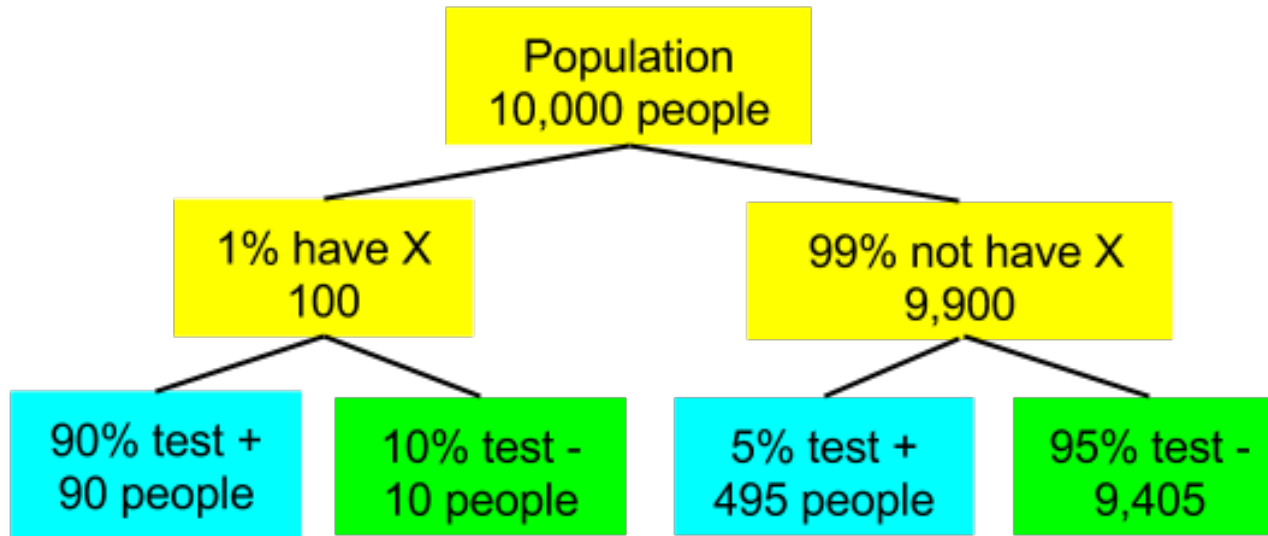 Population
10,000 people
1% have X
100
99% not have X
9,900
90% test +
90 people
10% test -
10 people
5% test +
495 people
95% test -
9,405